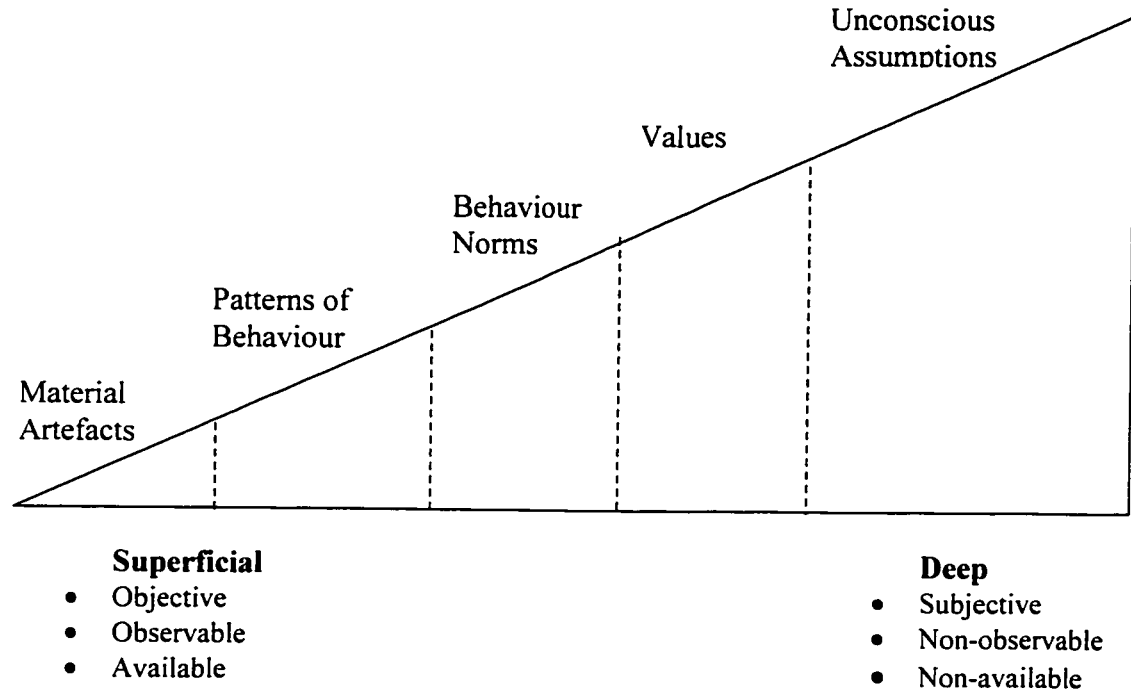 Unconscious
Assumptions
Values
Behaviour
Norms
Patterns of
Behaviour
Material
Artefacts
Superficial
• Objective
• Observable
• Available
Deep
• Subjective
• Non-observable
• Non-available